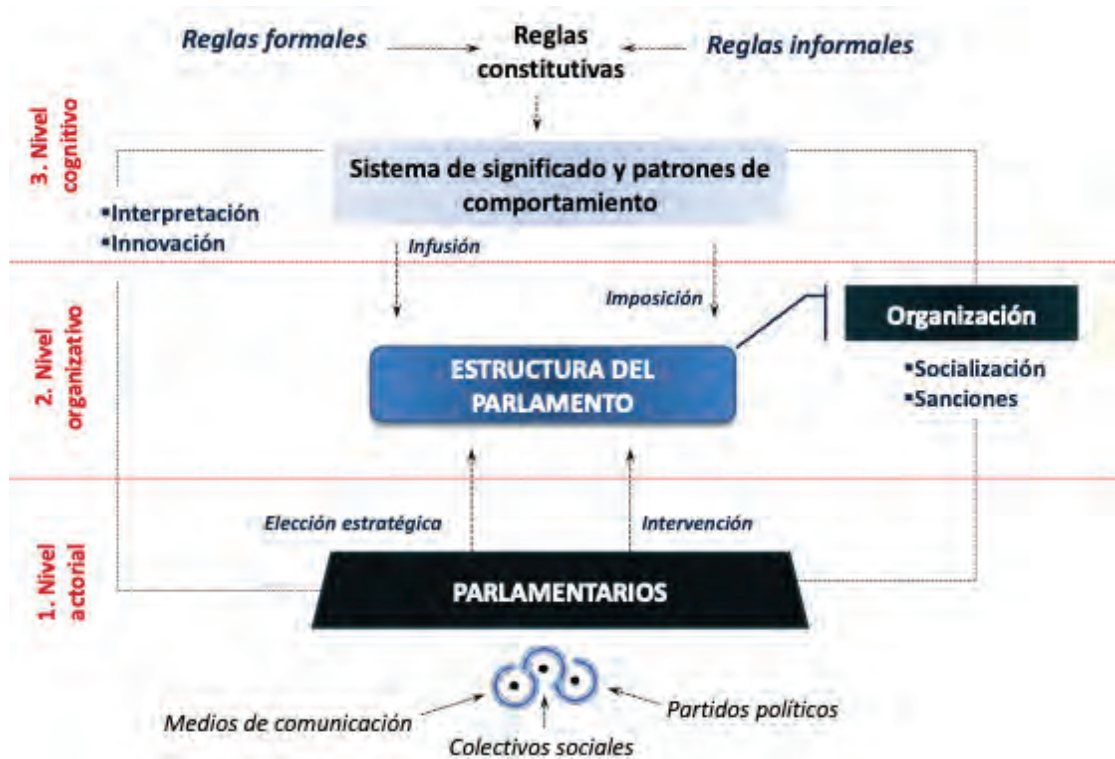 Reglas formales
Reglas
constitutivas
Reglas informales
3. Nivel
cognitivo
Sistema de significado y patrones de
comportamiento
▪Interpretación
▪Innovación
Infusión
Imposición
2. Nivel
organizativo
Organización
ESTRUCTURA DEL
PARLAMENTO
▪Socialización
▪Sanciones
1. Nivel
actorial
Elección estratégica
Intervención
PARLAMENTARIOS
Medios de comunicación
Colectivos sociales
Partidos políticos